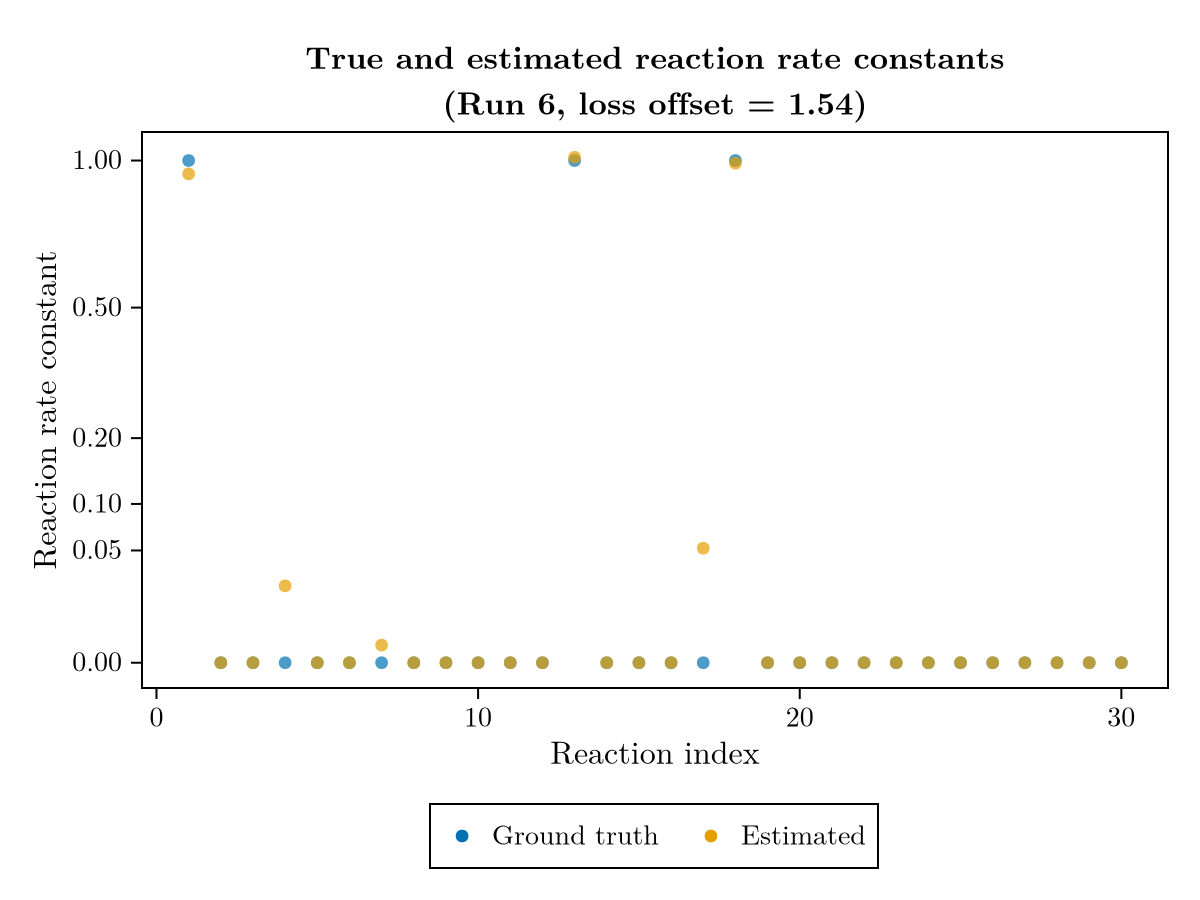 True and estimated reaction rate constants
(Run 6, loss offset = 1.54)
Reaction rate constant
1.00
0.50
0.20
0.10
0.05
0.00
0 10 20 30
Reaction index
Ground truth Estimated